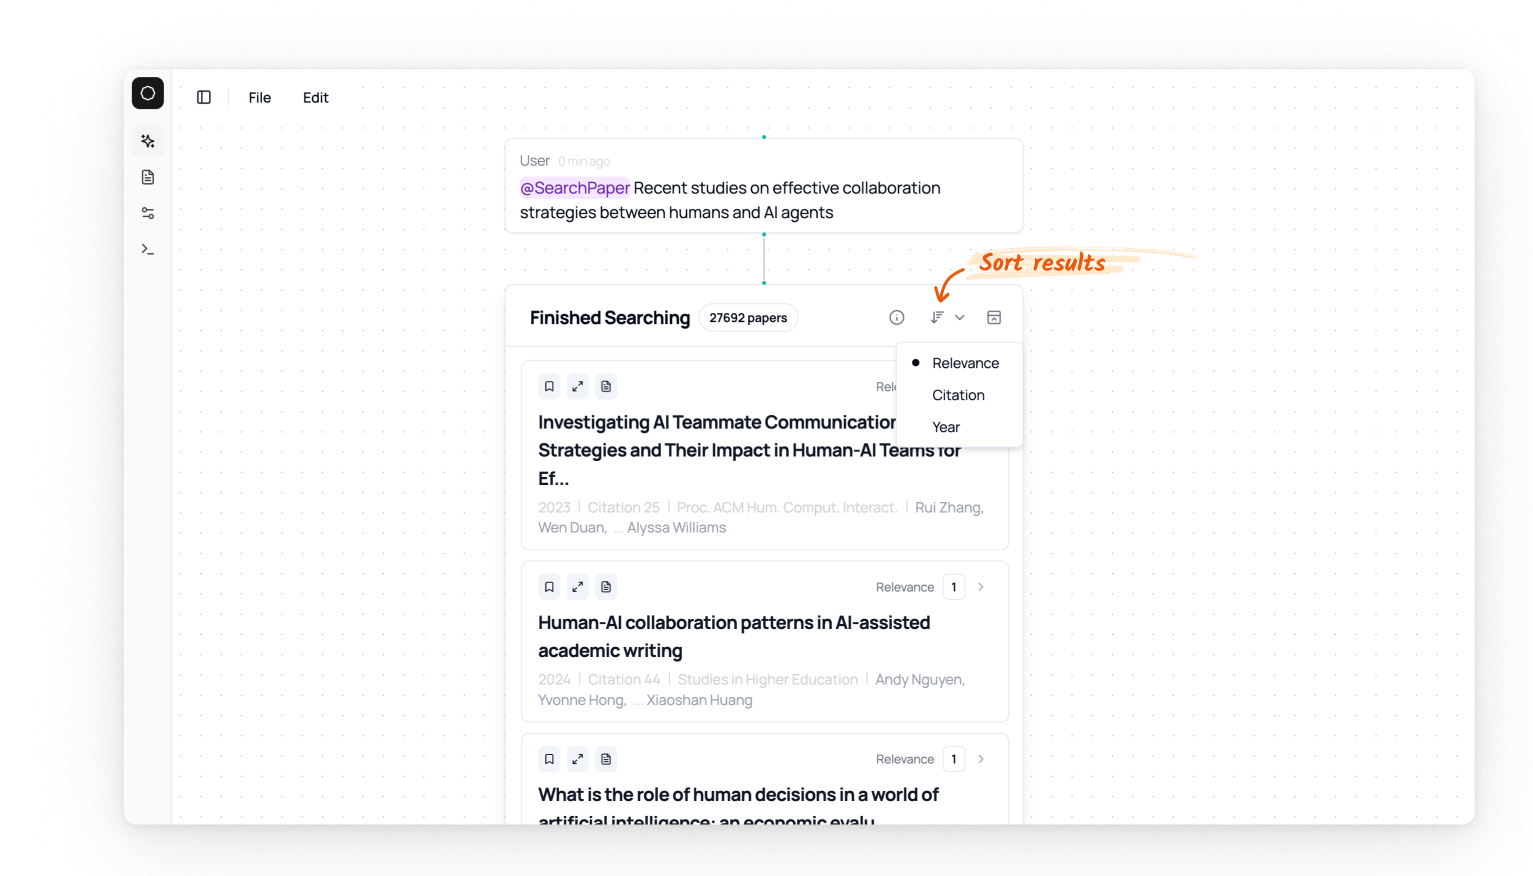 File Edit
User 0 min ago
@SearchPaper Recent studies on effective collaboration
strategies between humans and AI agents
Sort results
Finished Searching 27692 papers
Relevance
Citation
Year
Investigating AI Teammate Communication
Strategies and Their Impact in Human-AI Teams for
Ef...
2023 | Citation 25 | Proc. ACM Hum. Comput. Interact. | Rui Zhang,
Wen Duan, ... Alyssa Williams
Relevance 1
Human-AI collaboration patterns in AI-assisted
academic writing
2024 | Citation 44 | Studies in Higher Education | Andy Nguyen,
Yvonne Hong, ... Xiaoshan Huang
Relevance 1
What is the role of human decisions in a world of
artificial intelligence: an economic evalu